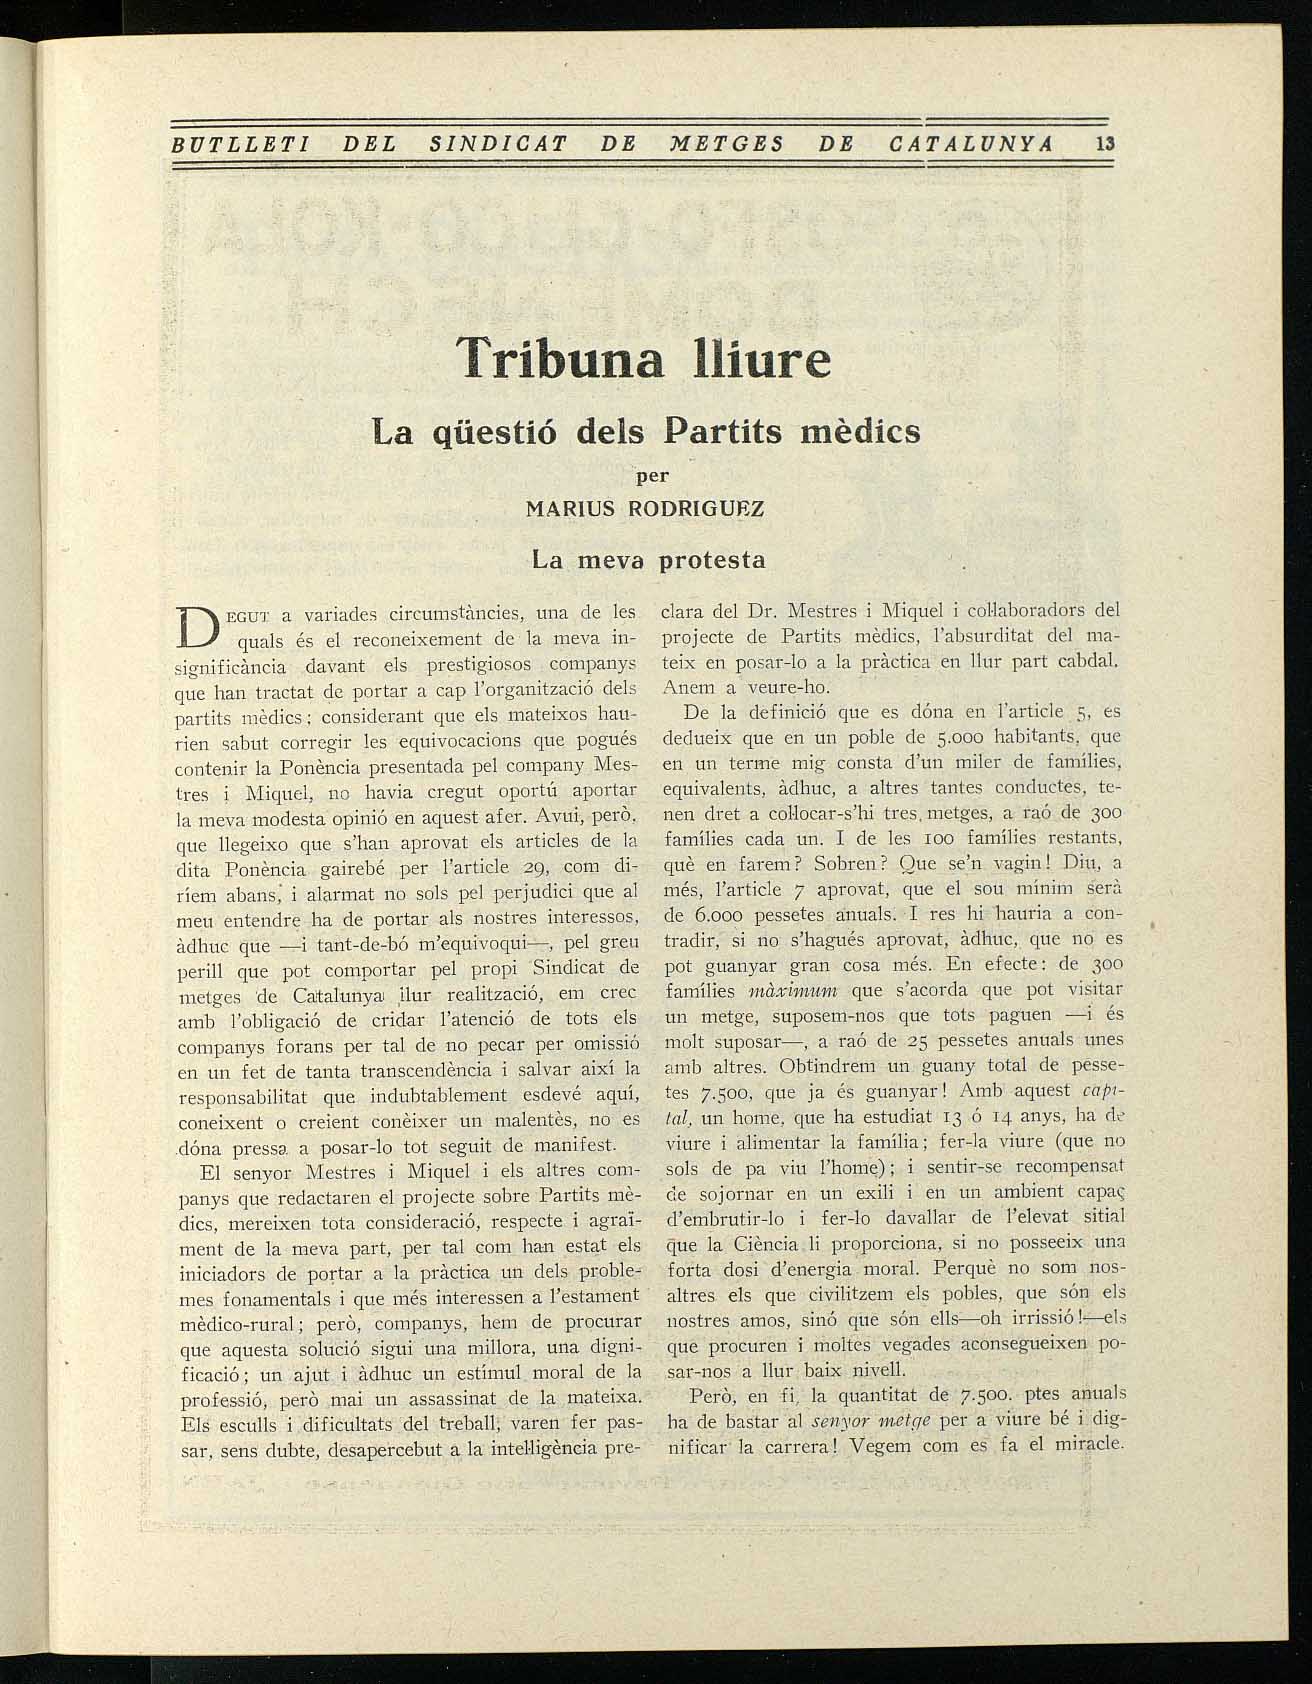 BUTLLETI DEL SINDICAT DE METGES DE CATALUNYA 13
Tribuna lliure
La qüestió dels Partits mèdics
per
MARIUS RODRIGUEZ
La meva protesta
DEGUT a variades circumstàncies, una de les
quals és el reconeixement de la meva in-
significància davant els prestigiosos companys
que han tractat de portar a cap l'organització dels
partits mèdics; considerant que els mateixos hau-
rien sabut corregir les equivocacions que pogués
contenir la Ponència presentada pel company Mes-
tres i Miquel, no havia cregut oportú aportar
la meva modesta opinió en aquest afer. Avui, però,
que llegeixo que s'han aprovat els articles de la
dita Ponència gairebé per l'article 29, com di-
ríem abans, i alarmat no sols pel perjudici que al
meu entendre ha de portar als nostres interessos,
àdhuc que —i tant-de-bó m'equivoqui—, pel greu
perill que pot comportar pel propi Sindicat de
metges de Catalunya llur realització, em crec
amb l'obligació de cridar l'atenció de tots els
companys forans per tal de no pecar per omissió
en un fet de tanta transcendència i salvar així la
responsabilitat que indubtablement esdevé aquí,
coneixent o creient conèixer un malentès, no es
dóna pressa a posar-lo tot seguit de manifest.
El senyor Mestres i Miquel i els altres com-
panys que redactaren el projecte sobre Partits mè-
dics, mereixen tota consideració, respecte i agraï-
ment de la meva part, per tal com han estat els
iniciadors de portar a la pràctica un dels proble-
mes fonamentals i que més interessen a l'estament
mèdico-rural; però, companys, hem de procurar
que aquesta solució sigui una millora, una digni-
ficació; un ajut i àdhuc un estímul moral de la
professió, però mai un assassinat de la mateixa.
Els esculls i dificultats del treball, varen fer pas-
sar, sens dubte, desapercebut a la intel·ligència pre-
clara del Dr. Mestres i Miquel i col·laboradors del
projecte de Partits mèdics, l'absurditat del ma-
teix en posar-lo a la pràctica en llur part cabdal.
Anem a veure-ho.
De la definició que es dóna en l'article 5, es
dedueix que en un poble de 5.000 habitants, que
en un terme mig consta d'un miler de famílies,
equivalents, àdhuc, a altres tantes conductes, te-
nen dret a col·locar-s'hi tres metges, a raó de 300
famílies cada un. I de les 100 famílies restants,
què en farem? Sobren? Que se'n vagin! Diu, a
més, l'article 7 aprovat, que el sou mínim serà
de 6.000 pessetes anuals. I res hi hauria a con-
tradir, si no s'hagués aprovat, àdhuc, que no es
pot guanyar gran cosa més. En efecte: de 300
famílies màximum que s'acorda que pot visitar
un metge, suposem-nos que tots paguen —i és
molt suposar—, a raó de 25 pessetes anuals unes
amb altres. Obtindrem un guany total de pesse-
tes 7.500, que ja és guanyar! Amb aquest capi-
tal, un home, que ha estudiat 13 ó 14 anys, ha de
viure i alimentar la família; fer-la viure (que no
sols de pa viu l'home); i sentir-se recompensat
de sojornar en un exili i en un ambient capaç
d'embrutir-lo i fer-lo davallar de l'elevat sitial
que la Ciència li proporciona, si no posseeix una
forta dosi d'energia moral. Perquè no som nos-
altres els que civilitzem els pobles, que són els
nostres amos, sinó que són ells—oh irrissió!—els
que procuren i moltes vegades aconsegueixen po-
sar-nos a llur baix nivell.
Però, en fi, la quantitat de 7.500. ptes anuals
ha de bastar al senyor metge per a viure bé i dig-
nificar la carrera! Vegem com es fa el miracle.